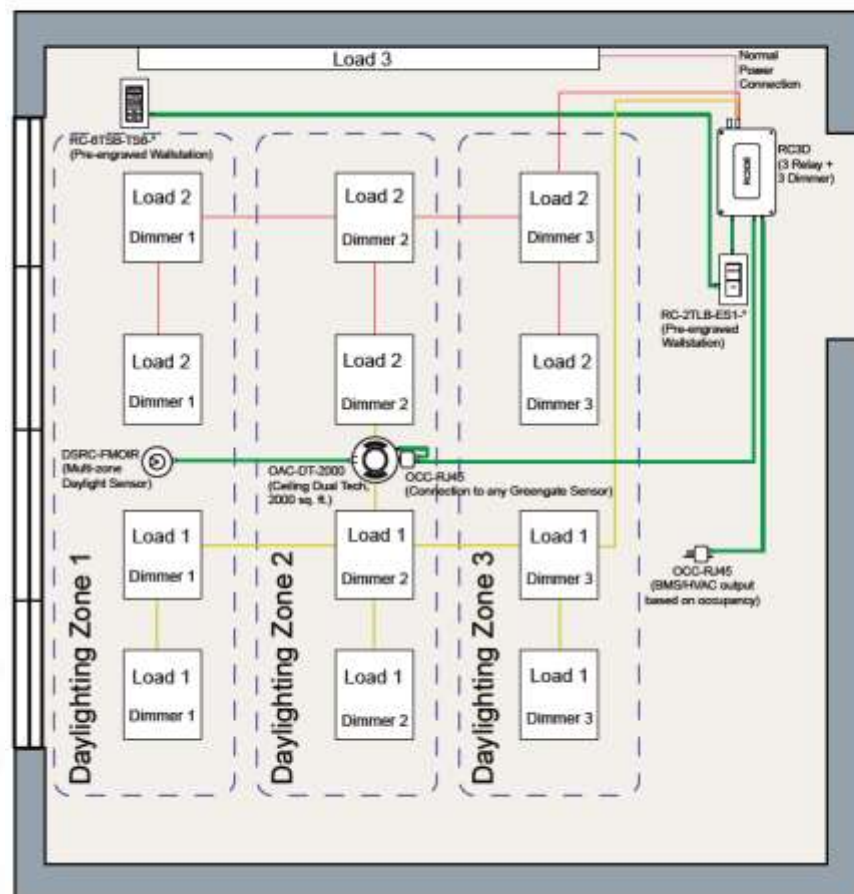 Load 3
Normal
Power
Connection
RC-6TSB-TS6-*
(Pre-engraved Wallstation)
RC3D
(3 Relay +
3 Dimmer)
Load 2
Dimmer 1
Load 2
Dimmer 2
Load 2
Dimmer 3
RC-2TLB-ES1-*
(Pre-engraved
Wallstation)
Load 2
Dimmer 1
Load 2
Dimmer 2
Load 2
Dimmer 3
DSRC-FMOIR
(Multi-zone
Daylight Sensor)
OAC-DT-2000
(Ceiling Dual Tech,
2000 sq. ft.)
OCC-RJ45
(Connection to any Greengate Sensor)
Load 1
Dimmer 1
Load 1
Dimmer 2
Load 1
Dimmer 3
OCC-RJ45
(BMS/HVAC output
based on occupancy)
Load 1
Dimmer 1
Load 1
Dimmer 2
Load 1
Dimmer 3
Daylighting Zone 1
Daylighting Zone 2
Daylighting Zone 3